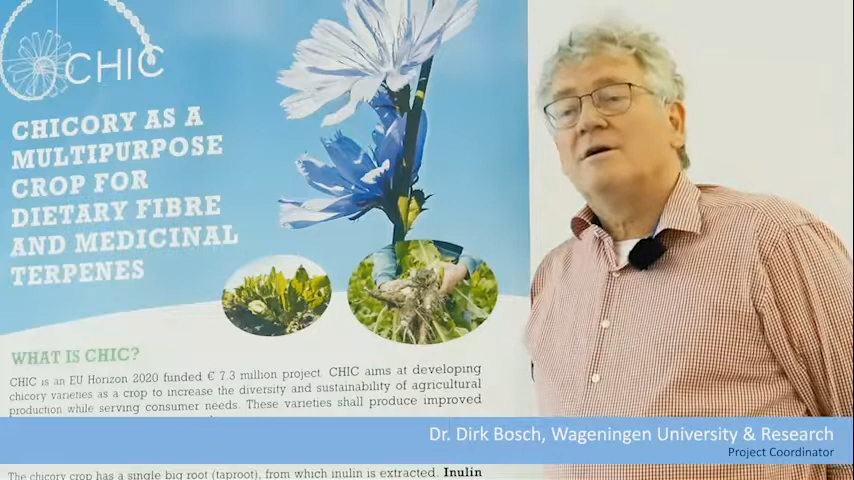 CHIC
CHICORY AS A
MULTIPURPOSE
CROP FOR
DIETARY FIBRE
AND MEDICINAL
TERPENES
WHAT IS CHIC?
CHIC is an EU Horizon 2020 funded € 7.3 million project. CHIC aims at developing
chicory varieties as a crop to increase the diversity and sustainability of agricultural
production while serving consumer needs. These varieties shall produce improved
Dr. Dirk Bosch, Wageningen University & Research
Project Coordinator
The chicory crop has a single big root (taproot), from which inulin is extracted. Inulin